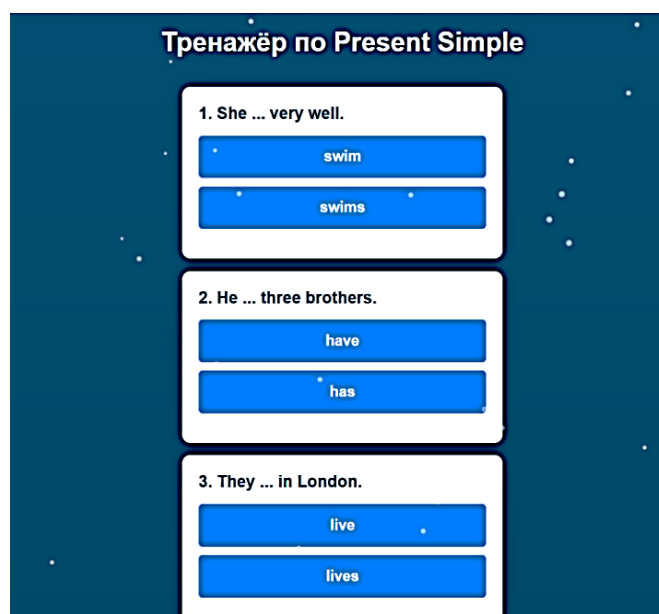 Тренажёр по Present Simple
1. She ... very well.
swim
swims
2. He ... three brothers.
have
has
3. They ... in London.
live
lives